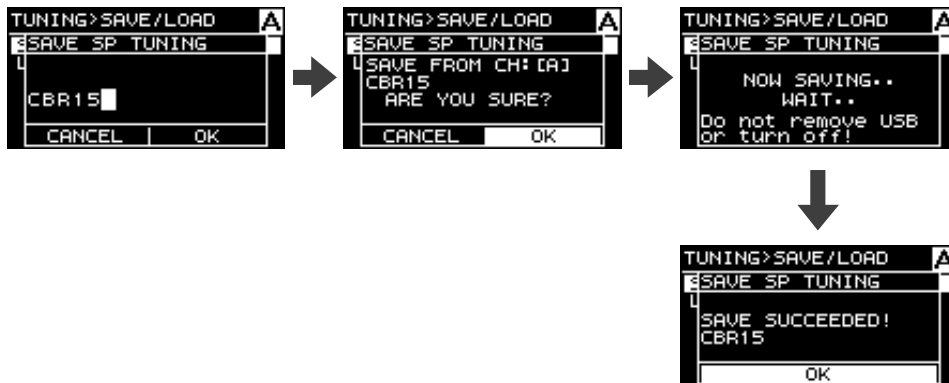 TUNING>SAVE/LOAD A
SAVE SP TUNING
CBR15
CANCEL OK
TUNING>SAVE/LOAD A
SAVE SP TUNING
SAVE FROM CH:[A]
CBR15
ARE YOU SURE?
CANCEL OK
TUNING>SAVE/LOAD A
SAVE SP TUNING
NOW SAVING..
WAIT..
Do not remove USB
or turn off!
TUNING>SAVE/LOAD A
SAVE SP TUNING
SAVE SUCCEEDED!
CBR15
OK